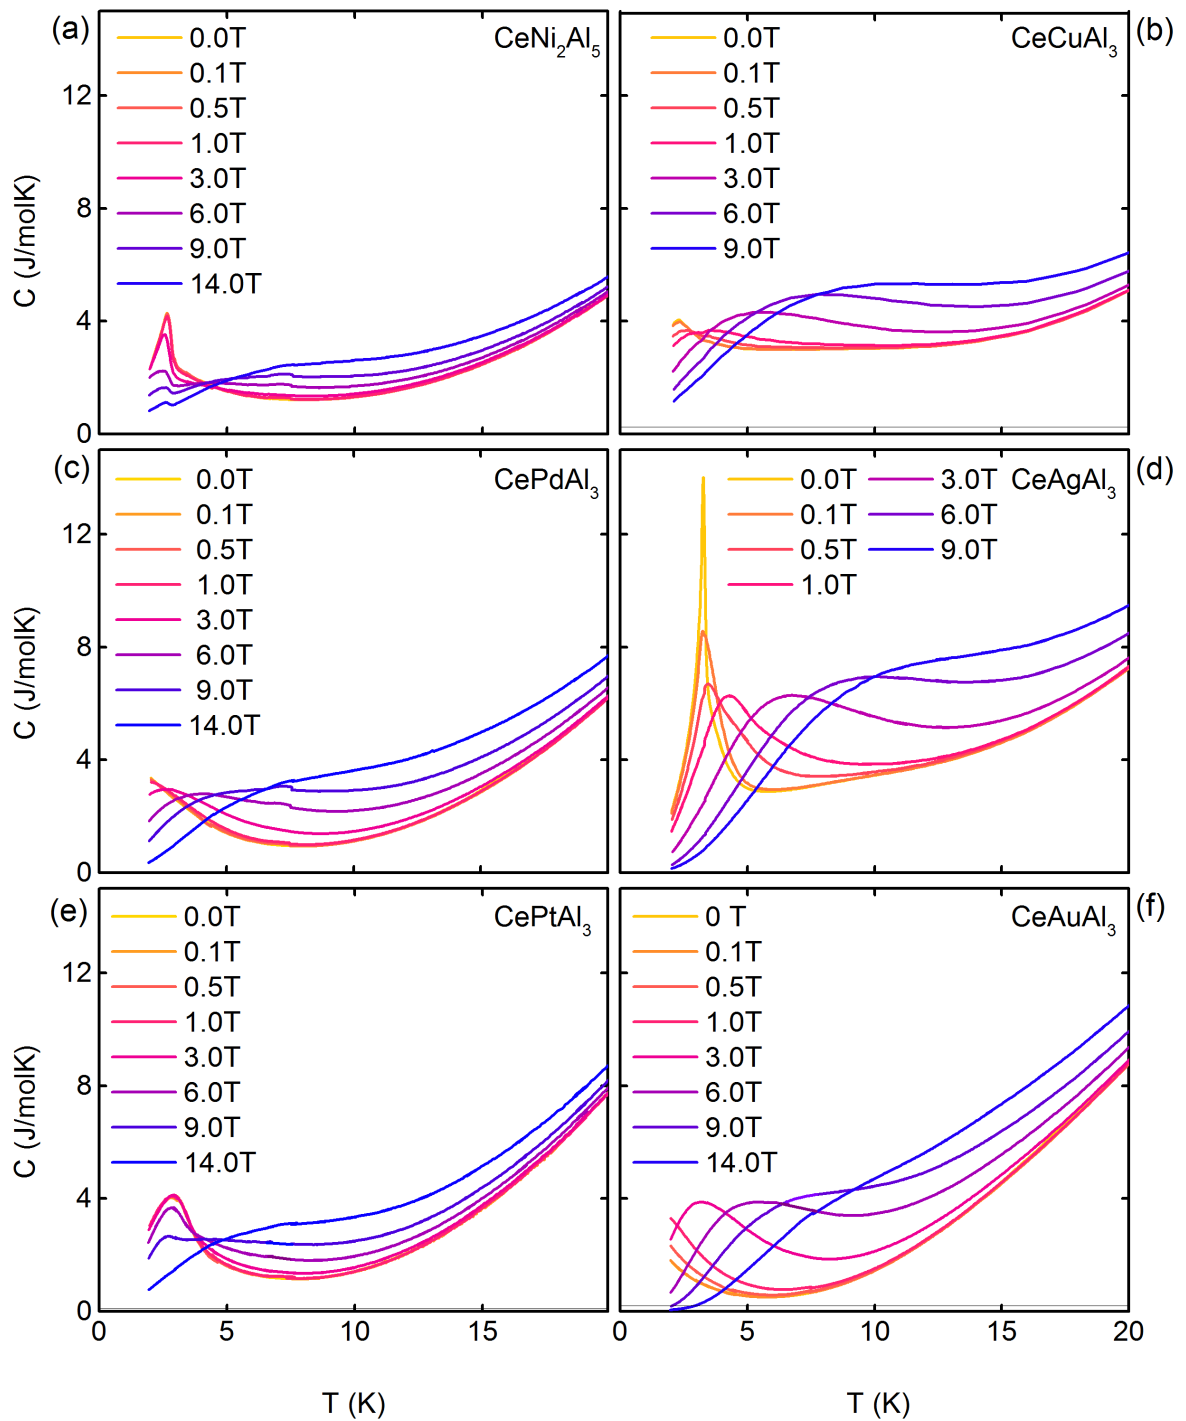 (a)
CeNi₂Al₅
0.0T
0.1T
0.5T
1.0T
3.0T
6.0T
9.0T
14.0T
12
8
4
0
C (J/molK)
(b)
CeCuAl₃
0.0T
0.1T
0.5T
1.0T
3.0T
6.0T
9.0T
(c)
CePdAl₃
0.0T
0.1T
0.5T
1.0T
3.0T
6.0T
9.0T
14.0T
12
8
4
0
C (J/molK)
(d)
CeAgAl₃
0.0T
0.1T
0.5T
1.0T
3.0T
6.0T
9.0T
(e)
CePtAl₃
0.0T
0.1T
0.5T
1.0T
3.0T
6.0T
9.0T
14.0T
12
8
4
0
C (J/molK)
0 5 10 15
T (K)
(f)
CeAuAl₃
0 T
0.1T
0.5T
1.0T
3.0T
6.0T
9.0T
14.0T
0 5 10 15 20
T (K)